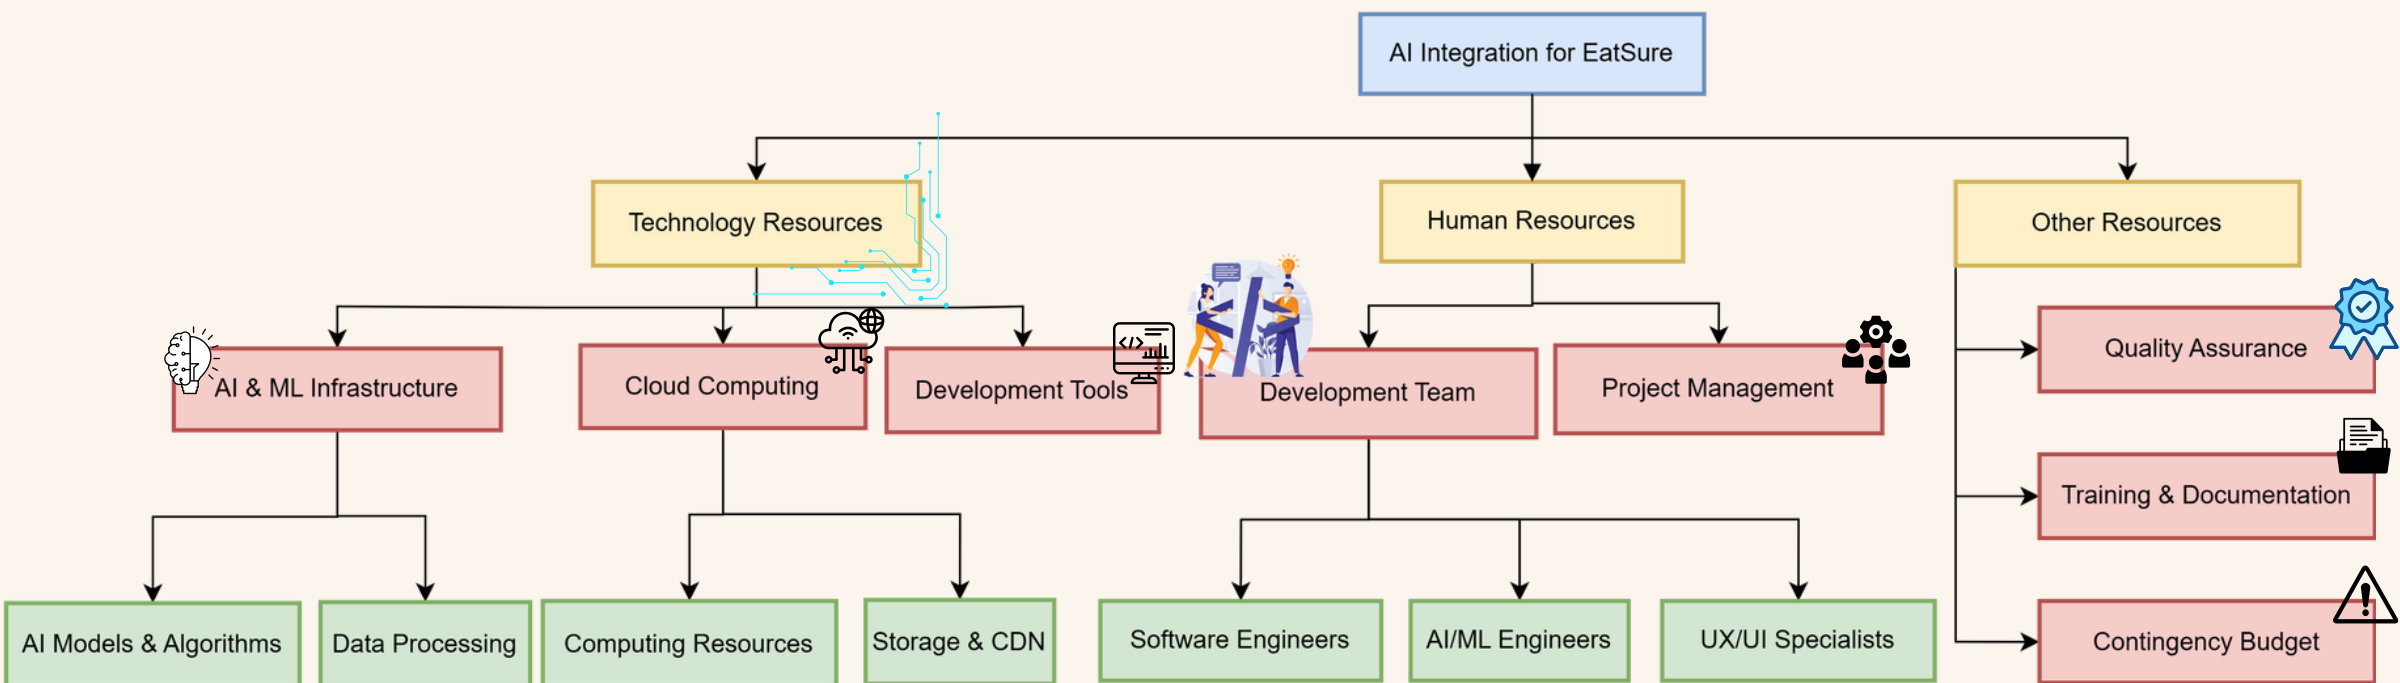 AI Integration for EatSure
Technology Resources
Human Resources
Other Resources
AI & ML Infrastructure
Cloud Computing
Development Tools
Development Team
Project Management
Quality Assurance
Training & Documentation
Contingency Budget
AI Models & Algorithms
Data Processing
Computing Resources
Storage & CDN
Software Engineers
AI/ML Engineers
UX/UI Specialists